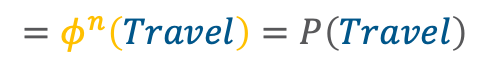 = ϕⁿ(Travel) = P(Travel)